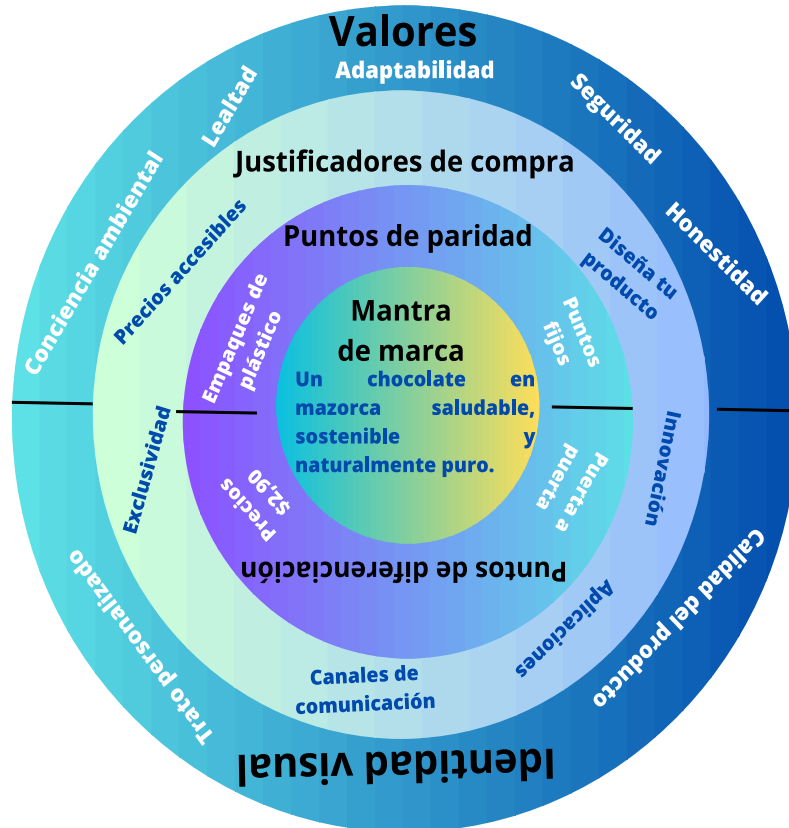 Valores
Adaptabilidad
Lealtad
Seguridad
Conciencia ambiental
Honestidad
Justificadores de compra
Precios accesibles
Diseña tu
producto
Puntos de paridad
Empaques de
plástico
Puntos
fijos
Mantra
de marca
Un chocolate en
mazorca saludable,
sostenible y
naturalmente puro.
Exclusividad
Innovación
Precios
$2,90
Puerta a
puerta
Puntos de diferenciación
Aplicaciones
Canales de
comunicación
Trato personalizado
Calidad del producto
Identidad visual